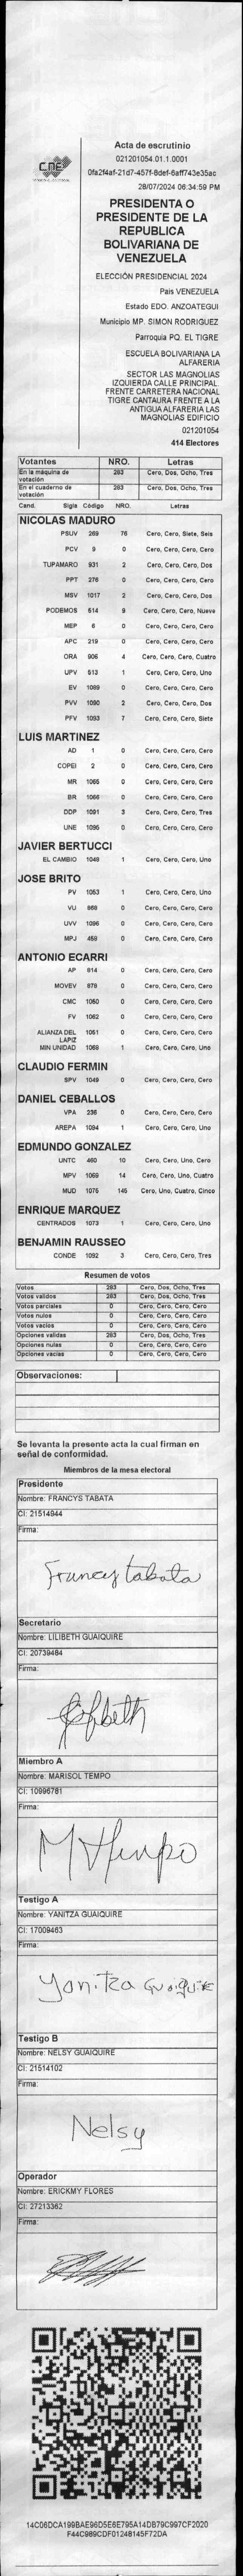 CNE
Acta de escrutinio
021201054.01.1.0001
0fa2f4af-21d7-457f-8def-6aff743e35ac
28/07/2024 06:34:59 PM
PRESIDENTA O
PRESIDENTE DE LA
REPUBLICA
BOLIVARIANA DE
VENEZUELA
ELECCIÓN PRESIDENCIAL 2024
Pais VENEZUELA
Estado EDO. ANZOATEGUI
Municipio MP. SIMON RODRIGUEZ
Parroquia PQ. EL TIGRE
ESCUELA BOLIVARIANA LA
ALFARERIA
SECTOR LAS MAGNOLIAS
IZQUIERDA CALLE PRINCIPAL.
FRENTE CARRETERA NACIONAL
TIGRE CANTAURA FRENTE A LA
ANTIGUA ALFARERIA LAS
MAGNOLIAS EDIFICIO
021201054
414 Electores
Votantes NRO. Letras
En la máquina de votación 283 Cero, Dos, Ocho, Tres
En el cuaderno de votación 283 Cero, Dos, Ocho, Tres
Cand. Sigla Código NRO. Letras
NICOLAS MADURO
PSUV 269 76 Cero, Cero, Siete, Seis
PCV 9 0 Cero, Cero, Cero, Cero
TUPAMARO 931 2 Cero, Cero, Cero, Dos
PPT 276 0 Cero, Cero, Cero, Cero
MSV 1017 2 Cero, Cero, Cero, Dos
PODEMOS 514 9 Cero, Cero, Cero, Nueve
MEP 6 0 Cero, Cero, Cero, Cero
APC 219 0 Cero, Cero, Cero, Cero
ORA 906 4 Cero, Cero, Cero, Cuatro
UPV 513 1 Cero, Cero, Cero, Uno
EV 1089 0 Cero, Cero, Cero, Cero
PVV 1090 2 Cero, Cero, Cero, Dos
PFV 1093 7 Cero, Cero, Cero, Siete
LUIS MARTINEZ
AD 1 0 Cero, Cero, Cero, Cero
COPEI 2 0 Cero, Cero, Cero, Cero
MR 1065 0 Cero, Cero, Cero, Cero
BR 1066 0 Cero, Cero, Cero, Cero
DDP 1091 3 Cero, Cero, Cero, Tres
UNE 1095 0 Cero, Cero, Cero, Cero
JAVIER BERTUCCI
EL CAMBIO 1048 1 Cero, Cero, Cero, Uno
JOSE BRITO
PV 1053 1 Cero, Cero, Cero, Uno
VU 868 0 Cero, Cero, Cero, Cero
UVV 1096 0 Cero, Cero, Cero, Cero
MPJ 459 0 Cero, Cero, Cero, Cero
ANTONIO ECARRI
AP 814 0 Cero, Cero, Cero, Cero
MOVEV 879 0 Cero, Cero, Cero, Cero
CMC 1050 0 Cero, Cero, Cero, Cero
FV 1062 0 Cero, Cero, Cero, Cero
ALIANZA DEL LAPIZ 1051 0 Cero, Cero, Cero, Cero
MIN UNIDAD 1069 1 Cero, Cero, Cero, Uno
CLAUDIO FERMIN
SPV 1049 0 Cero, Cero, Cero, Cero
DANIEL CEBALLOS
VPA 236 0 Cero, Cero, Cero, Cero
AREPA 1094 1 Cero, Cero, Cero, Uno
EDMUNDO GONZALEZ
UNTC 460 10 Cero, Cero, Uno, Cero
MPV 1069 14 Cero, Cero, Uno, Cuatro
MUD 1075 145 Cero, Uno, Cuatro, Cinco
ENRIQUE MARQUEZ
CENTRADOS 1073 1 Cero, Cero, Cero, Uno
BENJAMIN RAUSSEO
CONDE 1092 3 Cero, Cero, Cero, Tres
Resumen de votos
Votos 283 Cero, Dos, Ocho, Tres
Votos validos 283 Cero, Dos, Ocho, Tres
Votos parciales 0 Cero, Cero, Cero, Cero
Votos nulos 0 Cero, Cero, Cero, Cero
Votos vacios 0 Cero, Cero, Cero, Cero
Opciones validas 283 Cero, Dos, Ocho, Tres
Opciones nulas 0 Cero, Cero, Cero, Cero
Opciones vacias 0 Cero, Cero, Cero, Cero
Observaciones:
Se levanta la presente acta la cual firman en
señal de conformidad.
Miembros de la mesa electoral
Presidente
Nombre: FRANCYS TABATA
CI: 21514944
Firma:
Francys tabata
Secretario
Nombre: LILIBETH GUAIQUIRE
CI: 20739484
Firma:
Miembro A
Nombre: MARISOL TEMPO
CI: 10996781
Firma:
MTempo
Testigo A
Nombre: YANITZA GUAIQUIRE
CI: 17009463
Firma:
Yanitza Guaiquire
Testigo B
Nombre: NELSY GUAIQUIRE
CI: 21514102
Firma:
Nelsy
Operador
Nombre: ERICKMY FLORES
CI: 27213362
Firma:
14C06DCA199BAE96D5E6E795A14DB79C997CF2020
F44C989CDF01248145F72DA